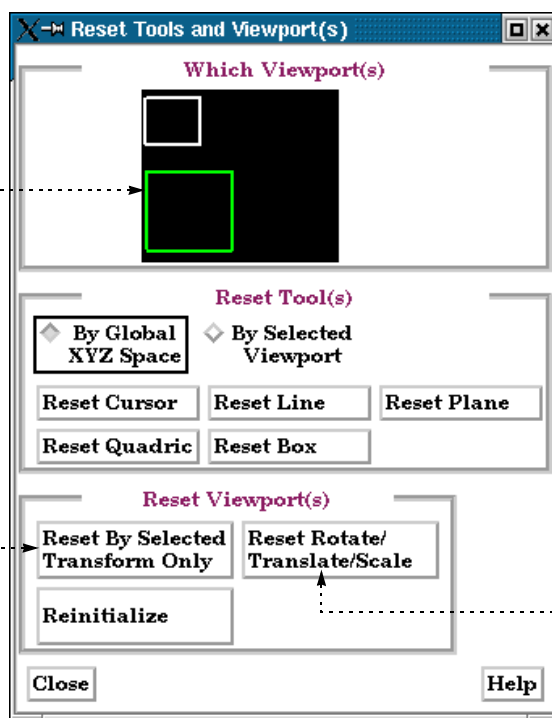 Reset Tools and Viewport(s)
Which Viewport(s)
Reset Tool(s)
By Global
XYZ Space
By Selected
Viewport
Reset Cursor
Reset Line
Reset Plane
Reset Quadric
Reset Box
Reset Viewport(s)
Reset By Selected
Transform Only
Reset Rotate/
Translate/Scale
Reinitialize
Close
Help